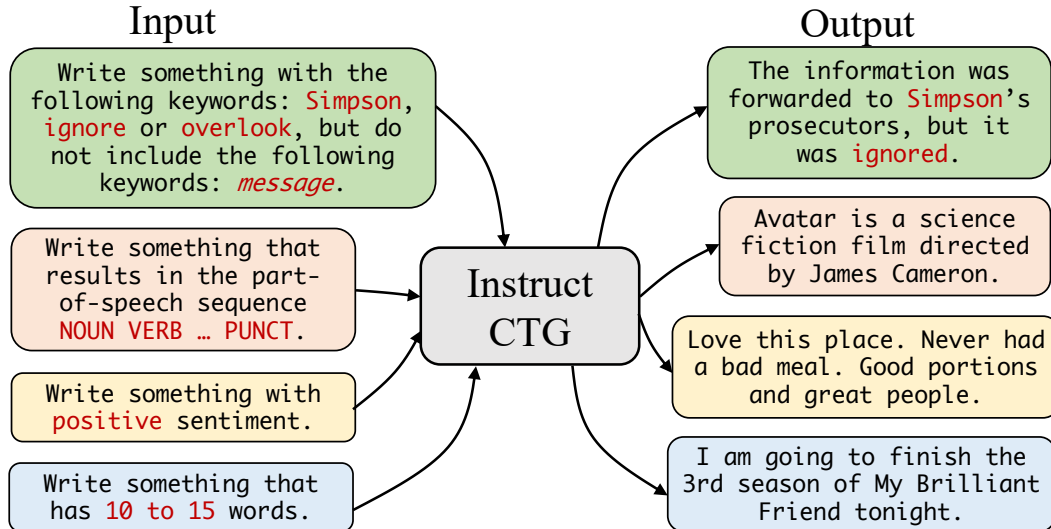 Input
Write something with the
following keywords: Simpson,
ignore or overlook, but do
not include the following
keywords: message.
Write something that
results in the part-
of-speech sequence
NOUN VERB … PUNCT.
Write something with
positive sentiment.
Write something that
has 10 to 15 words.
Instruct
CTG
Output
The information was
forwarded to Simpson’s
prosecutors, but it
was ignored.
Avatar is a science
fiction film directed
by James Cameron.
Love this place. Never had
a bad meal. Good portions
and great people.
I am going to finish the
3rd season of My Brilliant
Friend tonight.